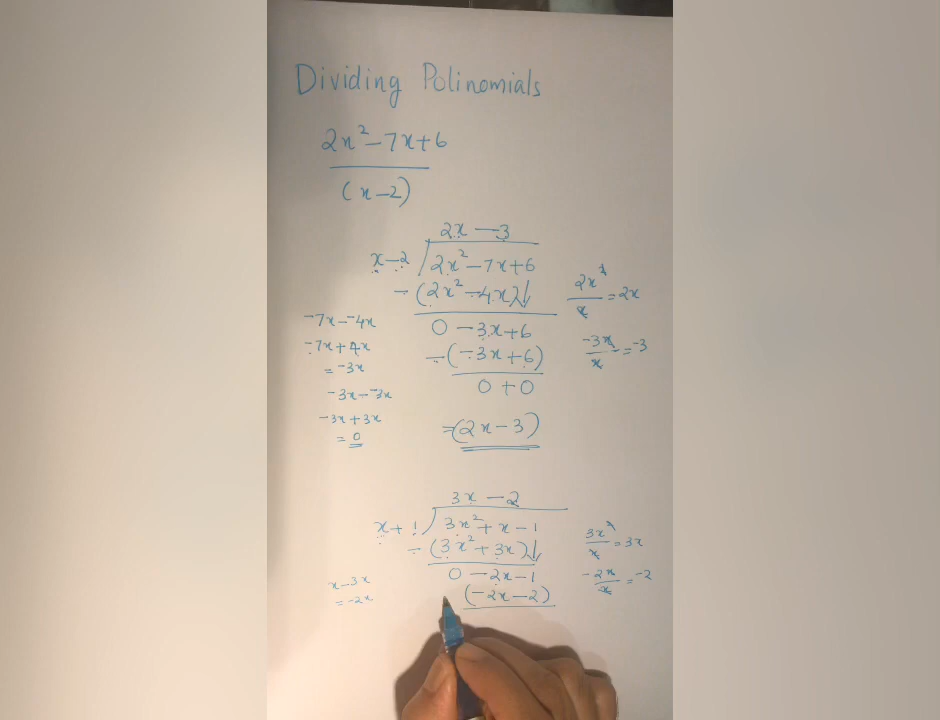 Dividing Polinomials
2x² - 7x + 6
(x - 2)
2x - 3
x - 2 2x² - 7x + 6
- (2x² - 4x) ↓
0 - 3x + 6
- (-3x + 6)
0 + 0
= (2x - 3)
2x²/x = 2x
-3x/x = -3
-7x - -4x
-7x + 4x
= -3x
-3x - -3x
-3x + 3x
= 0
3x - 2
x + 1 3x² + x - 1
- (3x² + 3x) ↓
0 - 2x - 1
(-2x - 2)
3x²/x = 3x
-2x/x = -2
x - 3x
= -2x